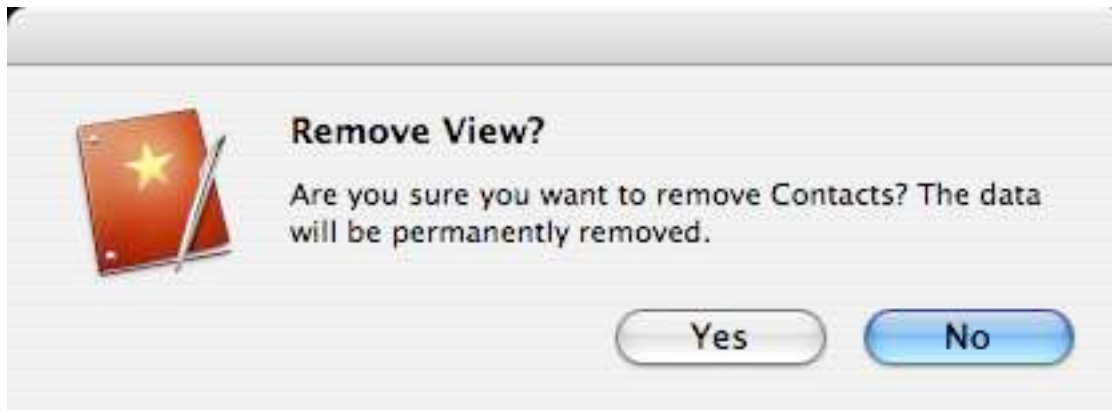 Remove View?
Are you sure you want to remove Contacts? The data
will be permanently removed.
Yes No